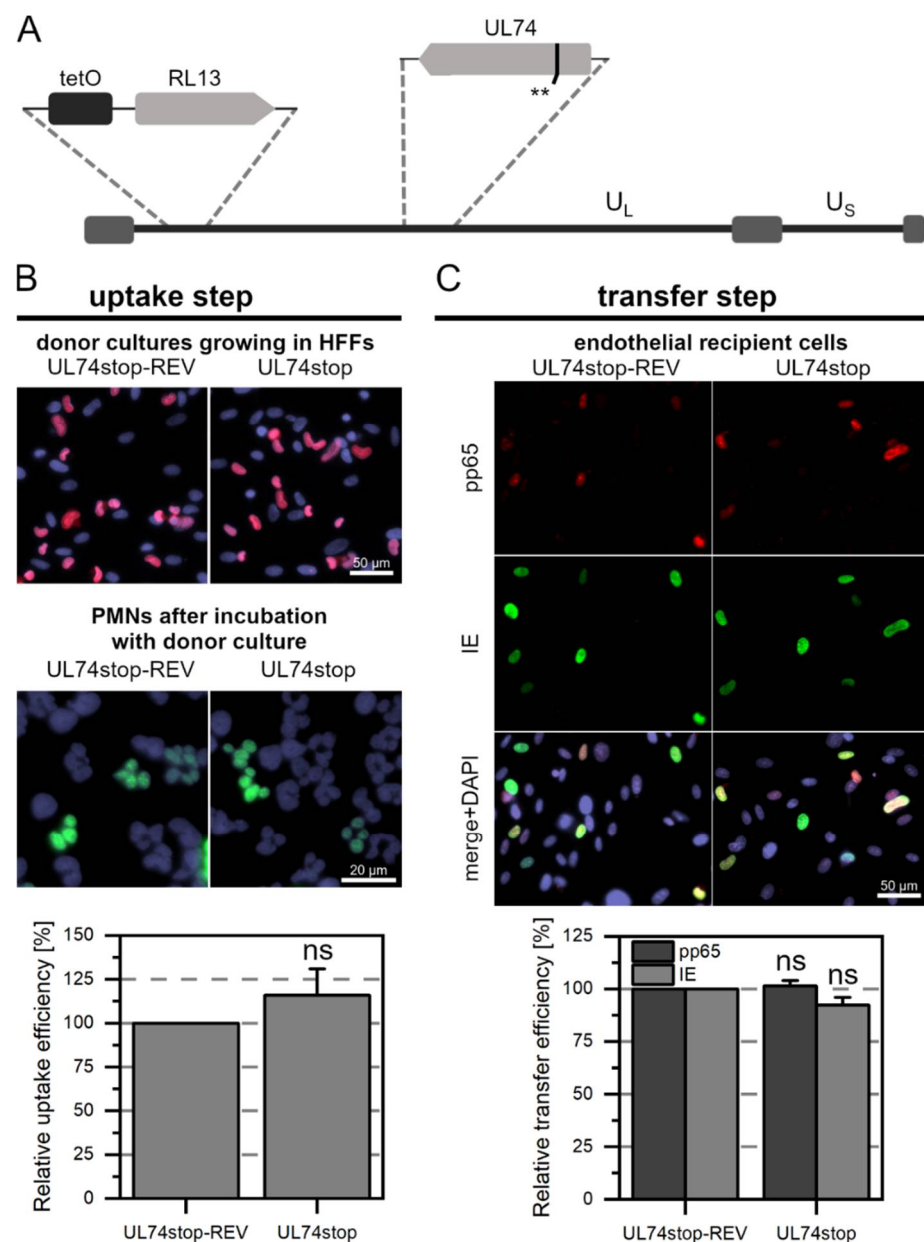 A
tetO
RL13
UL74
**
UL
US
B
uptake step
donor cultures growing in HFFs
UL74stop-REV UL74stop
50 µm
PMNs after incubation
with donor culture
UL74stop-REV UL74stop
20 µm
Relative uptake efficiency [%]
150
125
100
75
50
25
0
ns
UL74stop-REV UL74stop
C
transfer step
endothelial recipient cells
UL74stop-REV UL74stop
pp65
IE
merge+DAPI
50 µm
Relative transfer efficiency [%]
125
100
75
50
25
0
pp65
IE
ns
ns
UL74stop-REV UL74stop